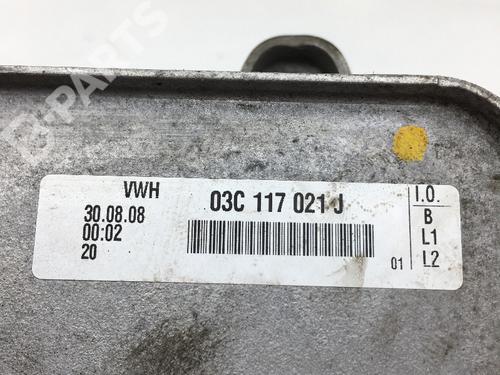 B-PARTS
VWH 03C 117 021 J I.O.
30.08.08 B
00:02 L1
20 01 L2